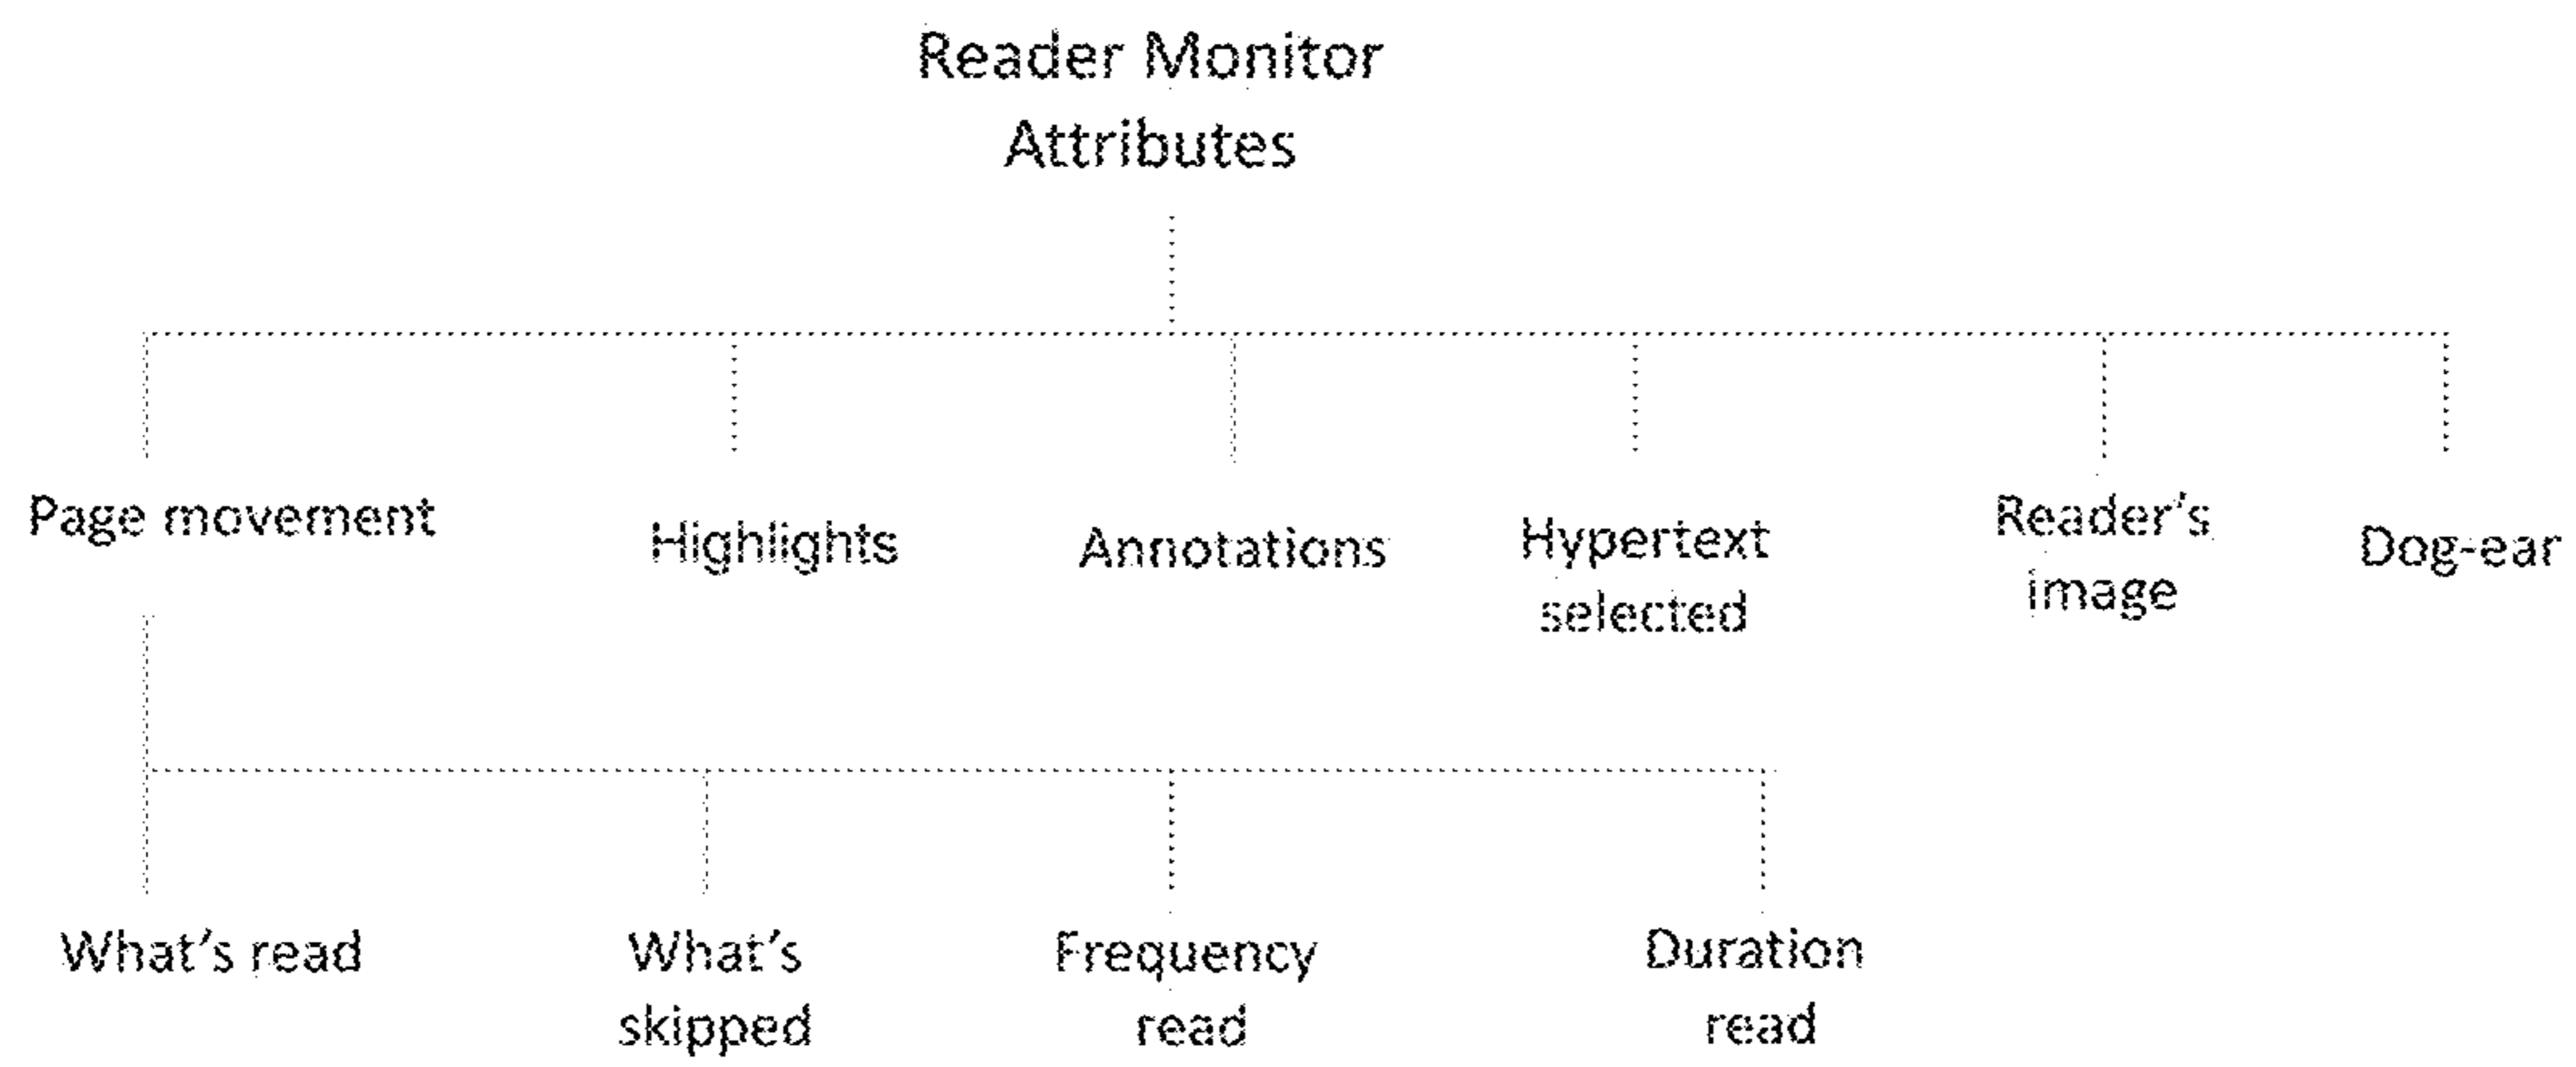 Reader Monitor
Attributes
Page movement
Highlights
Annotations
Hypertext
selected
Reader's
image
Dog-ear
What's read
What's
skipped
Frequency
read
Duration
read